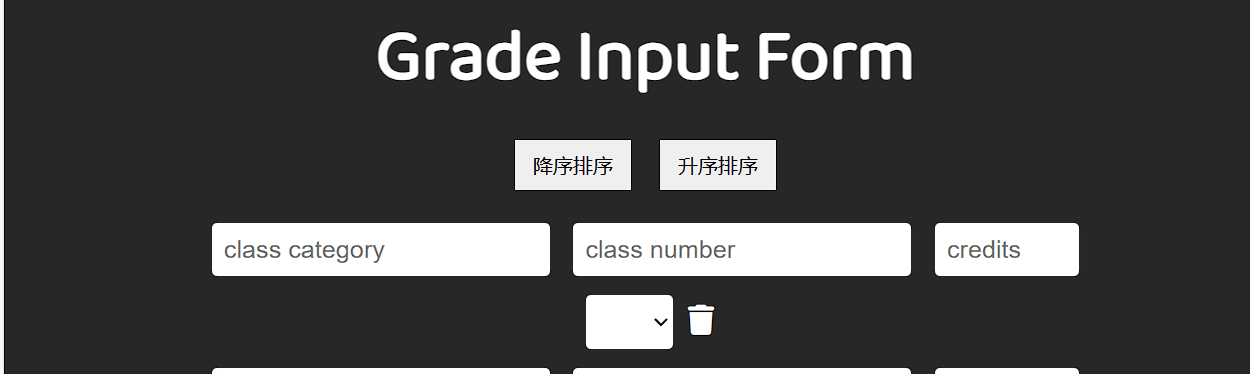 Grade Input Form
降序排序 升序排序
class category class number credits